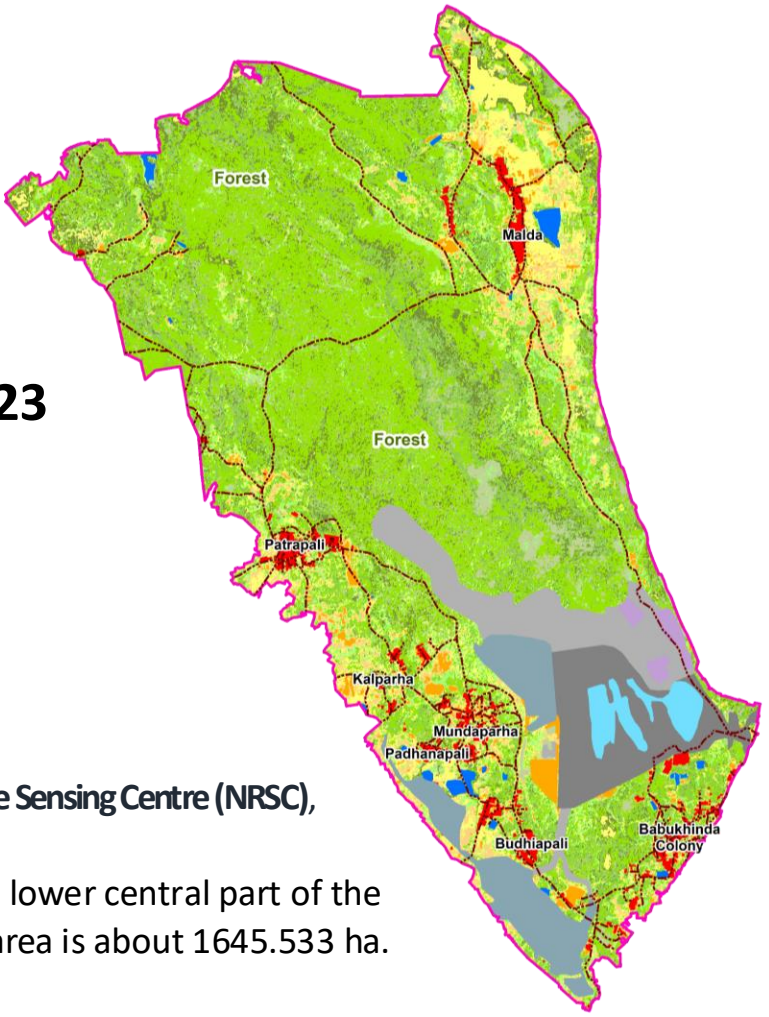 Forest
Malda
23
Forest
Patrapali
Kalparha
Mundaparha
Padhanapali
e Sensing Centre (NRSC),
Babukhinda
Colony
Budhiapali
lower central part of the
area is about 1645.533 ha.